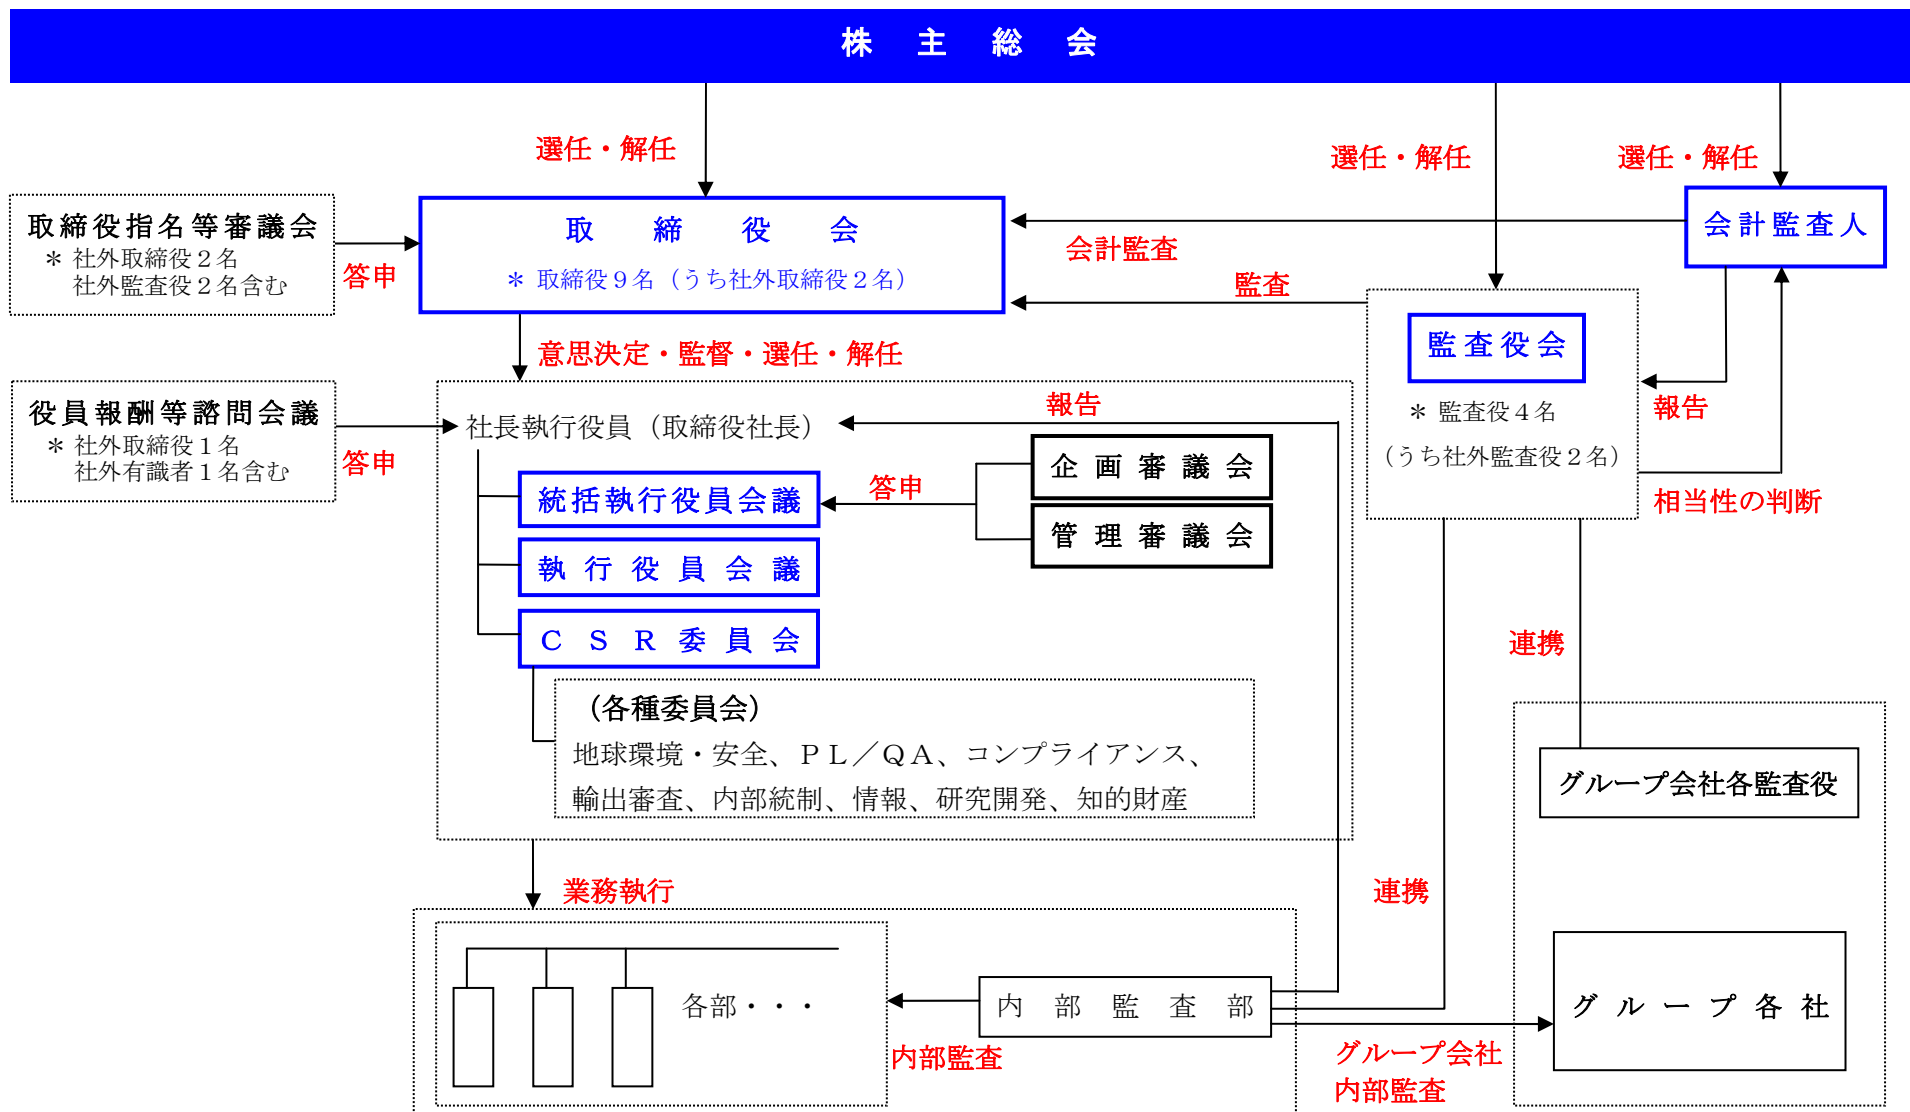 株　主　総　会
選任・解任
選任・解任
選任・解任
取締役指名等審議会
＊ 社外取締役２名
社外監査役２名含む
答申
取　締　役　会
＊ 取締役９名（うち社外取締役２名）
会計監査
監査
会計監査人
監査役会
＊ 監査役４名
（うち社外監査役２名）
報告
相当性の判断
意思決定・監督・選任・解任
役員報酬等諮問会議
＊ 社外取締役１名
社外有識者１名含む
答申
社長執行役員（取締役社長）
報告
統括執行役員会議
答申
企画審議会
管理審議会
執行役員会議
ＣＳＲ委員会
（各種委員会）
地球環境・安全、ＰＬ／ＱＡ、コンプライアンス、
輸出審査、内部統制、情報、研究開発、知的財産
連携
グループ会社各監査役
業務執行
連携
各部・・・
内部監査部
内部監査
グループ各社
グループ会社
内部監査